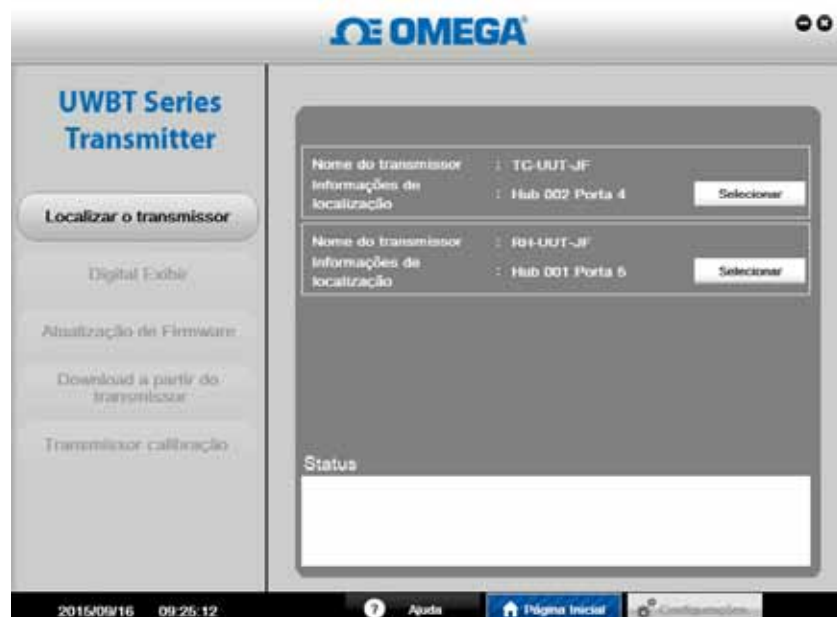 OMEGA
UWBT Series
Transmitter
Localizar o transmissor
Digital Exibir
Atualização de Firmware
Download a partir do
transmissor
Transmissor calibração
Nome do transmissor : TC-UUT-JF
Informações de
localização : Hub 002 Porta 4
Selecionar
Nome do transmissor : RH-UUT-JF
Informações de
localização : Hub 001 Porta 5
Selecionar
Status
2015/09/16 09:25:12
? Ajuda
Página Inicial
Configurações